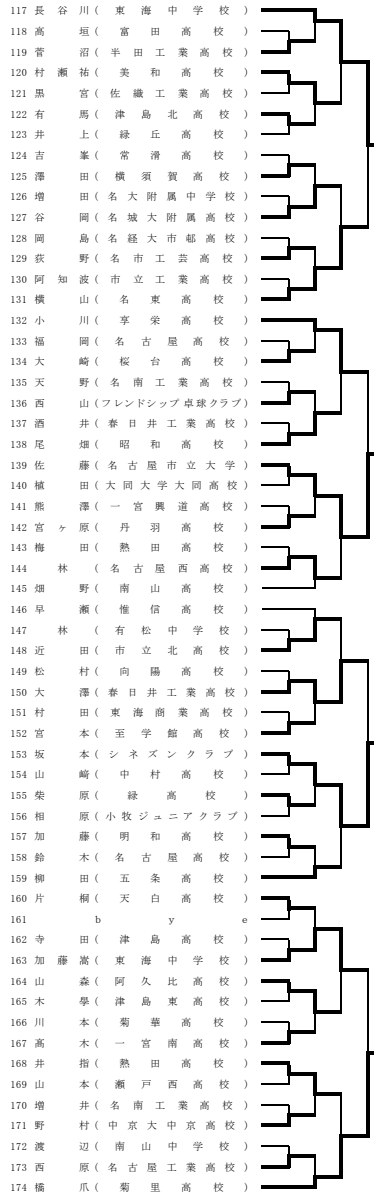 117 長谷川 (東海中学校)
118 高垣 (富田高校)
119 菅沼 (半田工業高校)
120 村瀬祐 (美和高校)
121 黒宮 (佐織工業高校)
122 有馬 (津島北高校)
123 井上 (緑丘高校)
124 吉峯 (常滑高校)
125 澤田 (横須賀高校)
126 増田 (名大附属中学校)
127 谷岡 (名城大附属高校)
128 岡島 (名経大市邨高校)
129 荻野 (名市工芸高校)
130 阿知波 (市立工業高校)
131 横山 (名東高校)
132 小川 (享栄高校)
133 福岡 (名古屋高校)
134 大崎 (桜台高校)
135 天野 (名南工業高校)
136 西山 (フレンドシップ卓球クラブ)
137 酒井 (春日井工業高校)
138 尾畑 (昭和高校)
139 佐藤 (名古屋市立大学)
140 槙田 (大同大学大同高校)
141 熊澤 (一宮興道高校)
142 宮ヶ原 (丹羽高校)
143 梅田 (熱田高校)
144 林 (名古屋西高校)
145 畑野 (南山高校)
146 早瀬 (惟信高校)
147 林 (有松中学校)
148 近田 (市立北高校)
149 松村 (向陽高校)
150 大澤 (春日井工業高校)
151 村田 (東海商業高校)
152 宮本 (至学館高校)
153 坂本 (シネズンクラブ)
154 山崎 (中村高校)
155 柴原 (緑高校)
156 相原 (小牧ジュニアクラブ)
157 加藤 (明和高校)
158 鈴木 (名古屋高校)
159 柳田 (五条高校)
160 片桐 (天白高校)
161 bye
162 寺田 (津島高校)
163 加藤嵩 (東海中学校)
164 山森 (阿久比高校)
165 木學 (津島東高校)
166 川本 (菊華高校)
167 高木 (一宮南高校)
168 井指 (熱田高校)
169 山本 (瀬戸西高校)
170 増井 (名南工業高校)
171 野村 (中京大中京高校)
172 渡辺 (南山中学校)
173 西原 (名古屋工業高校)
174 橋爪 (菊里高校)